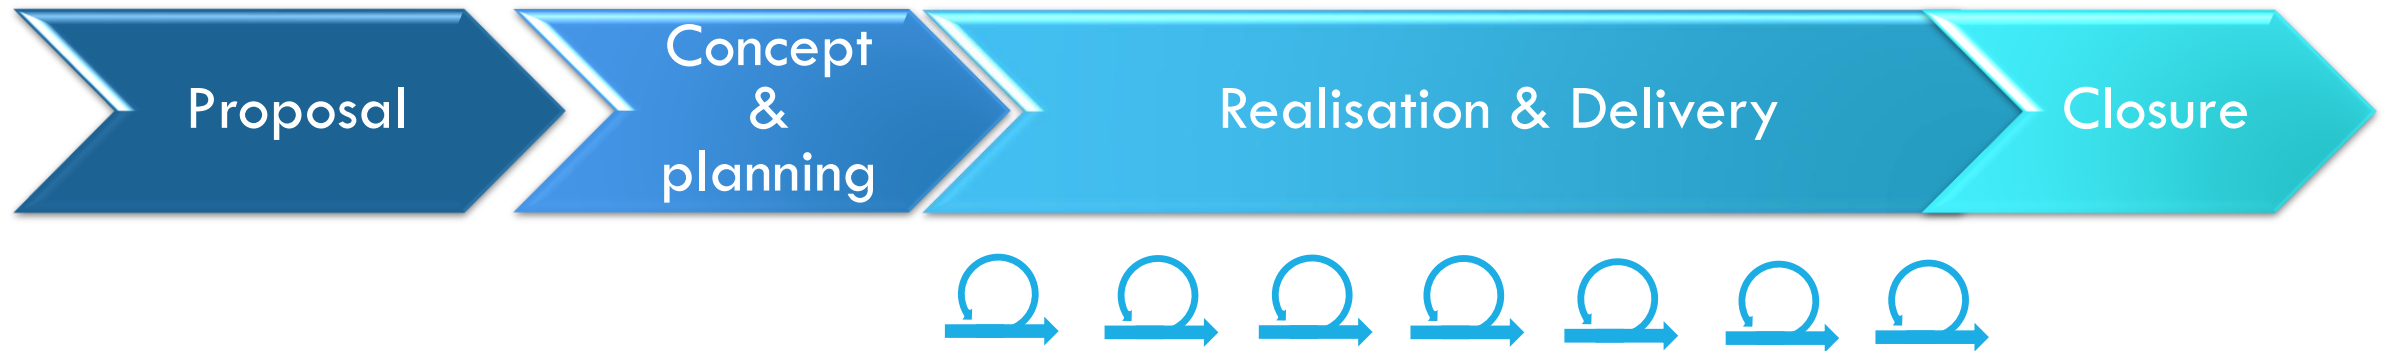 Proposal
Concept
&
planning
Realisation & Delivery
Closure